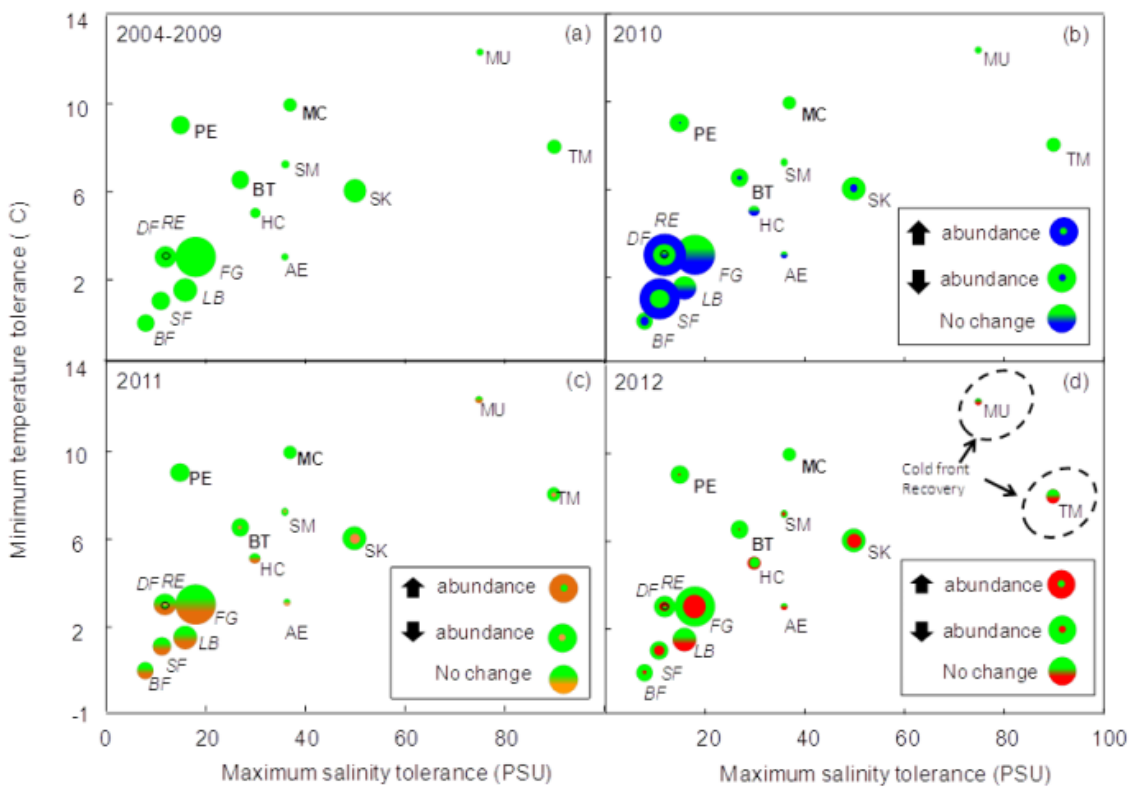 14
10
6
2
2004-2009
(a)
MU
MC
PE
TM
SM
BT
SK
HC
DF RE
AE
FG
LB
SF
BF
2010
(b)
MU
MC
PE
TM
SM
BT
SK
HC
RE
DF
AE
FG
LB
SF
BF
abundance
abundance
No change
Minimum temperature tolerance ( C)
14
10
6
2
-1
2011
(c)
MU
MC
PE
TM
SM
BT
SK
HC
DF RE
AE
FG
LB
SF
BF
abundance
abundance
No change
2012
(d)
MU
MC
Cold front
Recovery
PE
TM
SM
BT
SK
HC
DF RE
AE
FG
LB
SF
BF
abundance
abundance
No change
0 20 40 60 80
20 40 60 80 100
Maximum salinity tolerance (PSU)
Maximum salinity tolerance (PSU)